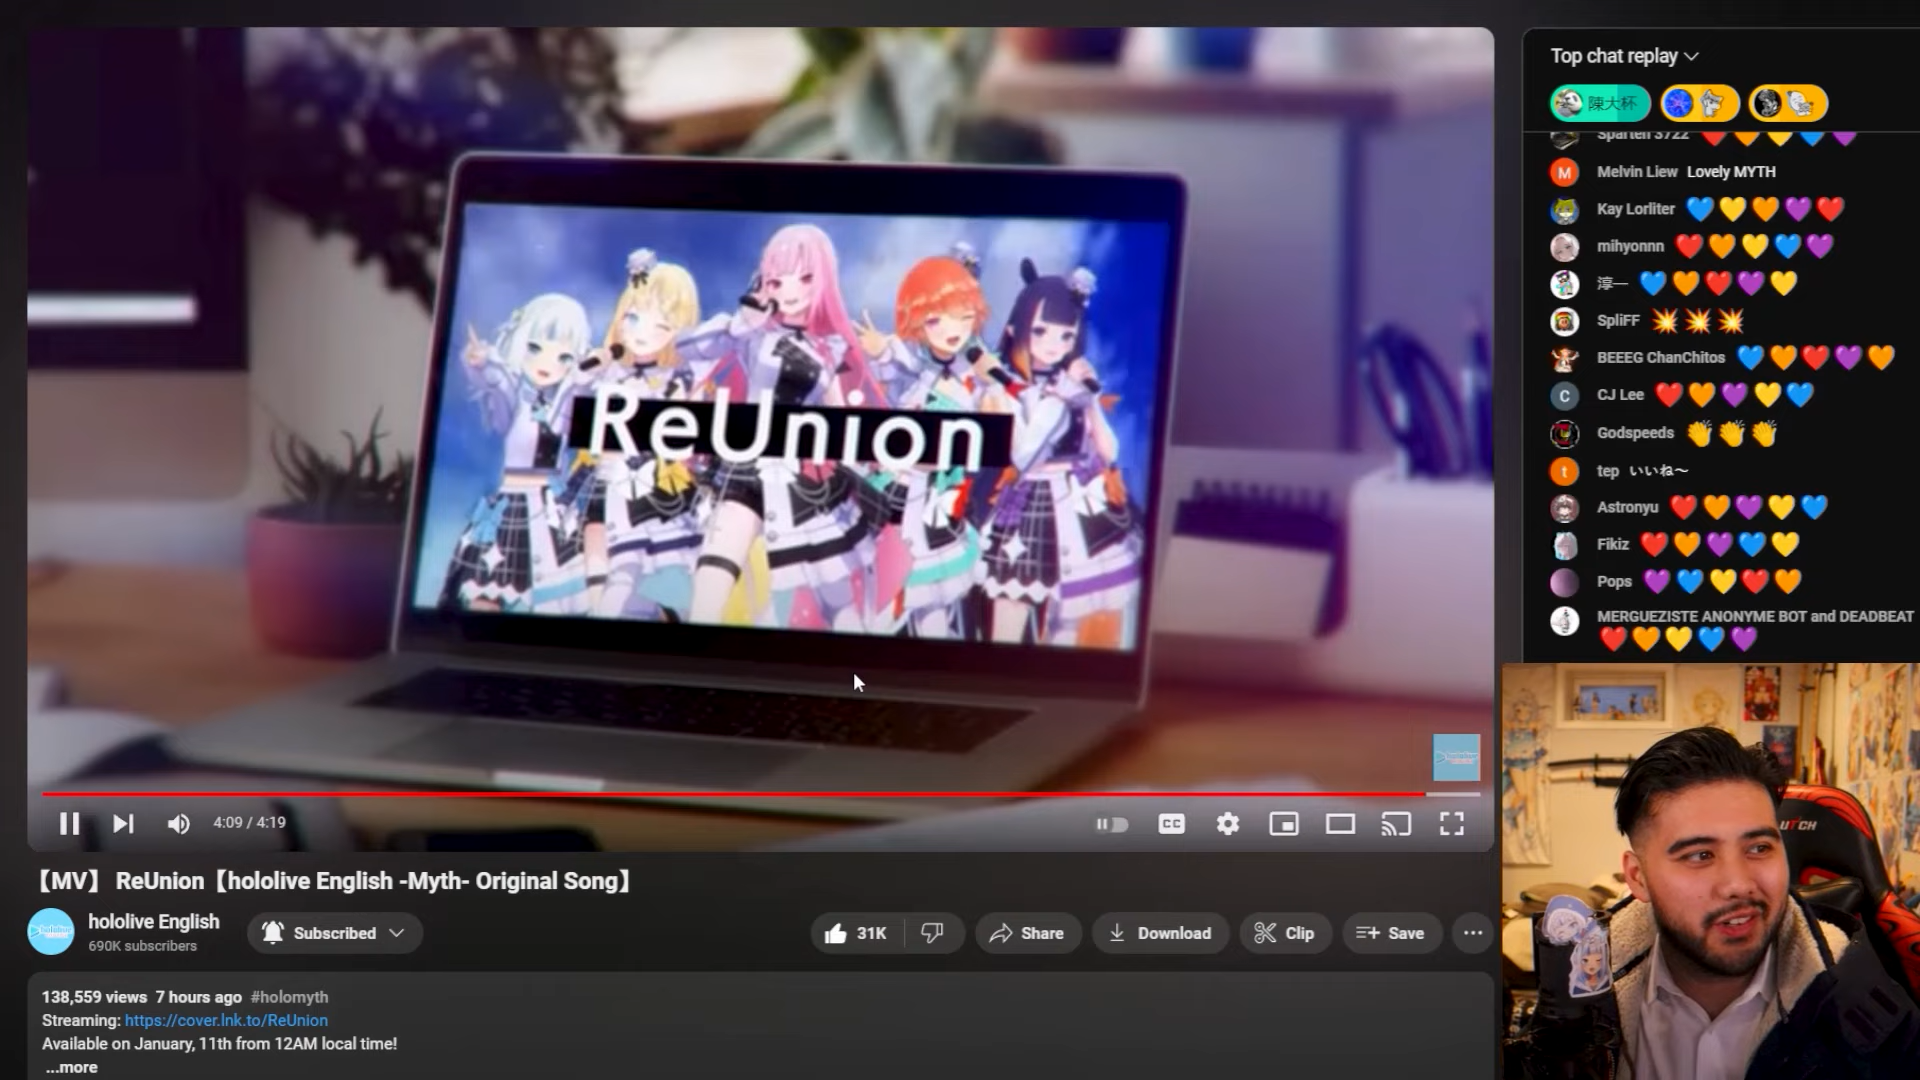 Top chat replay
陳大杯
Sparten 3722
M Melvin Liew Lovely MYTH
Kay Lorliter
mihyonnn
淳一
SpliFF
BEEEG ChanChitos
C CJ Lee
Godspeeds
t tep いいね〜
Astronyu
Fikiz
Pops
MERGUEZISTE ANONYME BOT and DEADBEAT
ReUnion
4:09 / 4:19
CC
【MV】 ReUnion【hololive English -Myth- Original Song】
hololive English
690K subscribers
Subscribed
31K
Share
Download
Clip
Save
138,559 views 7 hours ago #holomyth
Streaming: https://cover.lnk.to/ReUnion
Available on January, 11th from 12AM local time!
...more